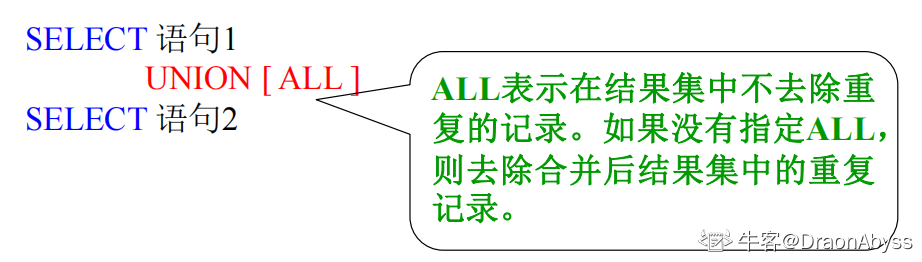 SELECT 语句1
UNION [ ALL ]
SELECT 语句2
ALL表示在结果集中不去除重
复的记录。如果没有指定ALL，
则去除合并后结果集中的重复
记录。
牛客@DraonAbyss